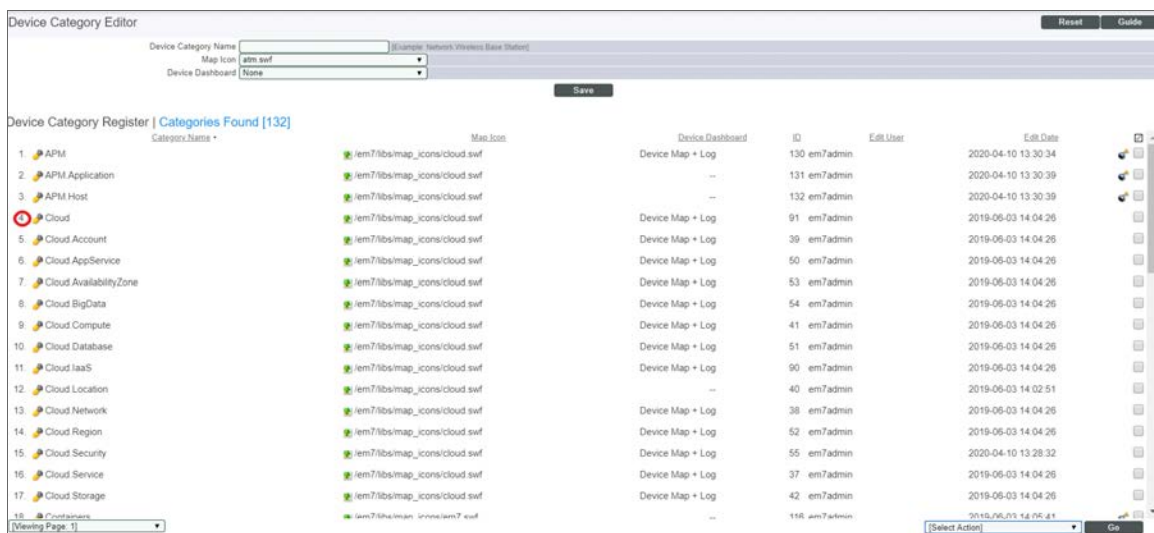 Device Category Editor Reset Guide
Device Category Name [Example: Network.Wireless Base Station]
Map Icon atm.swf
Device Dashboard None
Save
Device Category Register | Categories Found [132]
Category Name • Map Icon Device Dashboard ID Edit User Edit Date
1. APM /em7/libs/map_icons/cloud.swf Device Map + Log 130 em7admin 2020-04-10 13:30:34
2. APM.Application /em7/libs/map_icons/cloud.swf -- 131 em7admin 2020-04-10 13:30:39
3. APM.Host /em7/libs/map_icons/cloud.swf -- 132 em7admin 2020-04-10 13:30:39
4. Cloud /em7/libs/map_icons/cloud.swf Device Map + Log 91 em7admin 2019-06-03 14:04:26
5. Cloud.Account /em7/libs/map_icons/cloud.swf Device Map + Log 39 em7admin 2019-06-03 14:04:26
6. Cloud.AppService /em7/libs/map_icons/cloud.swf Device Map + Log 50 em7admin 2019-06-03 14:04:26
7. Cloud.AvailabilityZone /em7/libs/map_icons/cloud.swf Device Map + Log 53 em7admin 2019-06-03 14:04:26
8. Cloud.BigData /em7/libs/map_icons/cloud.swf Device Map + Log 54 em7admin 2019-06-03 14:04:26
9. Cloud.Compute /em7/libs/map_icons/cloud.swf Device Map + Log 41 em7admin 2019-06-03 14:04:26
10. Cloud.Database /em7/libs/map_icons/cloud.swf Device Map + Log 51 em7admin 2019-06-03 14:04:26
11. Cloud.IaaS /em7/libs/map_icons/cloud.swf Device Map + Log 90 em7admin 2019-06-03 14:04:26
12. Cloud.Location /em7/libs/map_icons/cloud.swf -- 40 em7admin 2019-06-03 14:02:51
13. Cloud.Network /em7/libs/map_icons/cloud.swf Device Map + Log 38 em7admin 2019-06-03 14:04:26
14. Cloud.Region /em7/libs/map_icons/cloud.swf Device Map + Log 52 em7admin 2019-06-03 14:04:26
15. Cloud.Security /em7/libs/map_icons/cloud.swf Device Map + Log 55 em7admin 2020-04-10 13:28:32
16. Cloud.Service /em7/libs/map_icons/cloud.swf Device Map + Log 37 em7admin 2019-06-03 14:04:26
17. Cloud.Storage /em7/libs/map_icons/cloud.swf Device Map + Log 42 em7admin 2019-06-03 14:04:26
18. Containers /em7/libs/map_icons/em7.swf -- 116 em7admin 2019-06-03 14:05:41
[Viewing Page: 1] [Select Action] Go